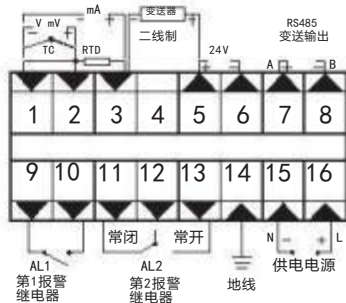 mA
变送器
V mV
TC
RTD
二线制
24V
RS485
变送输出
A B
1 2 3 4 5 6 7 8
9 10 11 12 13 14 15 16
常闭 常开
N L
AL1
第1报警
继电器
AL2
第2报警
继电器
地线
供电电源